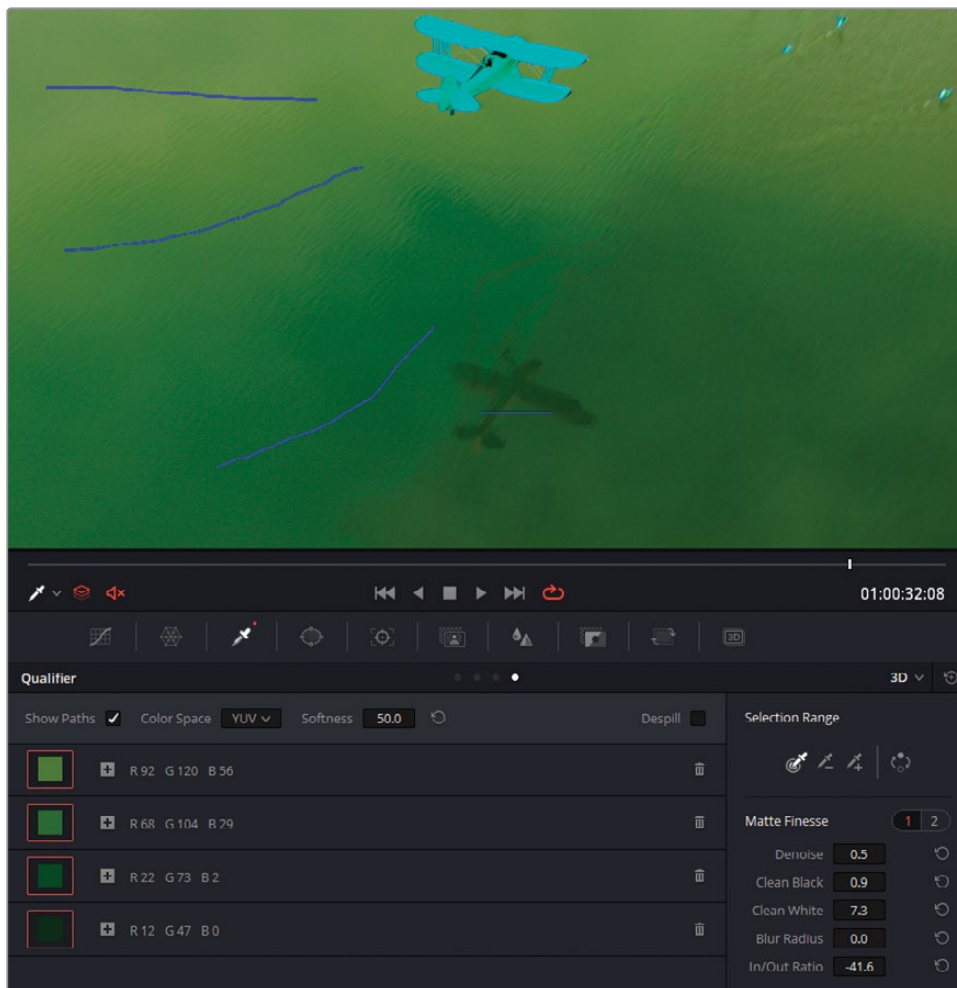 01:00:32:08
3D
Qualifier
3D
Show Paths Color Space YUV Softness 50.0 Despill
Selection Range
R 92 G 120 B 56
R 68 G 104 B 29
Matte Finesse 1 2
Denoise 0.5
R 22 G 73 B 2
Clean Black 0.9
Clean White 7.3
R 12 G 47 B 0
Blur Radius 0.0
In/Out Ratio -41.6